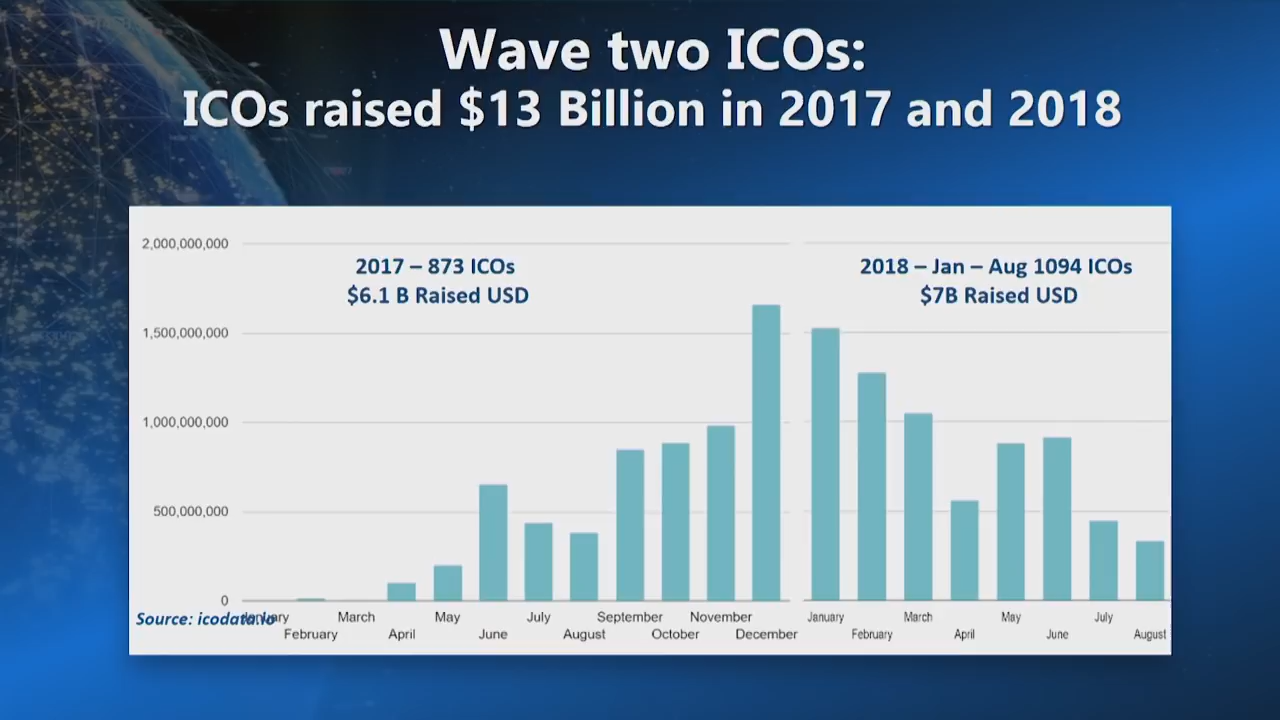 Wave two ICOs:
ICOs raised $13 Billion in 2017 and 2018
2017 – 873 ICOs
$6.1 B Raised USD
2018 – Jan – Aug 1094 ICOs
$7B Raised USD
2,000,000,000
1,500,000,000
1,000,000,000
500,000,000
0
January March May July September November January March May July
February April June August October December February April June August
Source: icodata.io